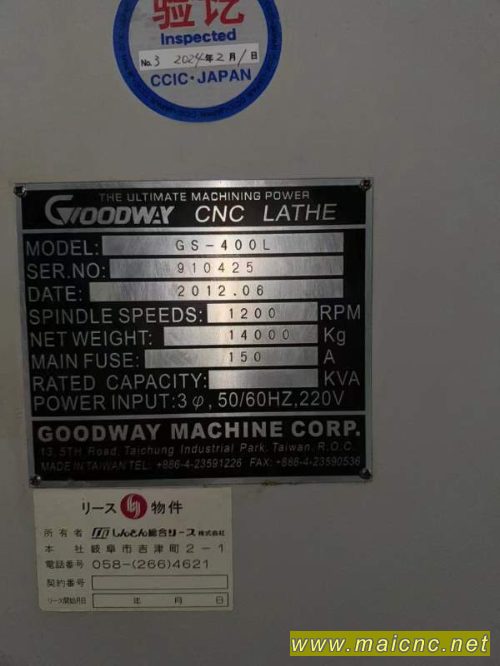 验讫
Inspected
No. 3 2024年2月1日
CCIC·JAPAN
THE ULTIMATE MACHINING POWER
GOODWAY CNC LATHE
MODEL: GS-400L
SER.NO: 910425
DATE: 2012.06
SPINDLE SPEEDS: 1200 RPM
NET WEIGHT: 14000 Kg
MAIN FUSE: 150 A
RATED CAPACITY: KVA
POWER INPUT:3φ, 50/60HZ,220V
GOODWAY MACHINE CORP.
13, 5TH Road, Taichung Industrial Park, Taiwan, R.O.C.
MADE IN TAIWAN TEL: +886-4-23591226 FAX: +886-4-23590536
リース 物件
所有者 しんとん総合リース株式会社
本社 岐阜市吉津町2-1
電話番号 058-(266)4621
契約番号
リース開始月日 年 月 日
www.maicnc.net